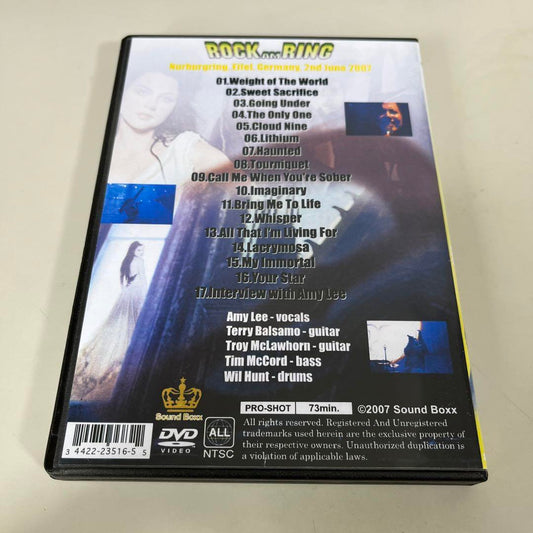 ROCK AM RING
Nurburgring, Eifel, Germany, 2nd June 2007
01.Weight of The World
02.Sweet Sacrifice
03.Going Under
04.The Only One
05.Cloud Nine
06.Lithium
07.Haunted
08.Tourniquet
09.Call Me When You're Sober
10.Imaginary
11.Bring Me To Life
12.Whisper
13.All That I'm Living For
14.Lacrymosa
15.My Immortal
16.Your Star
17.Interview with Amy Lee
Amy Lee - vocals
Terry Balsamo - guitar
Troy McLawhorn - guitar
Tim McCord - bass
Wil Hunt - drums
Sound Boxx
PRO-SHOT 73min. ©2007 Sound Boxx
All rights reserved. Registered And Unregistered
trademarks used herein are the exclusive property of
their respective owners. Unauthorized duplication is
a violation of applicable laws.
3 44422-23516-5 5
DVD
VIDEO
ALL
NTSC